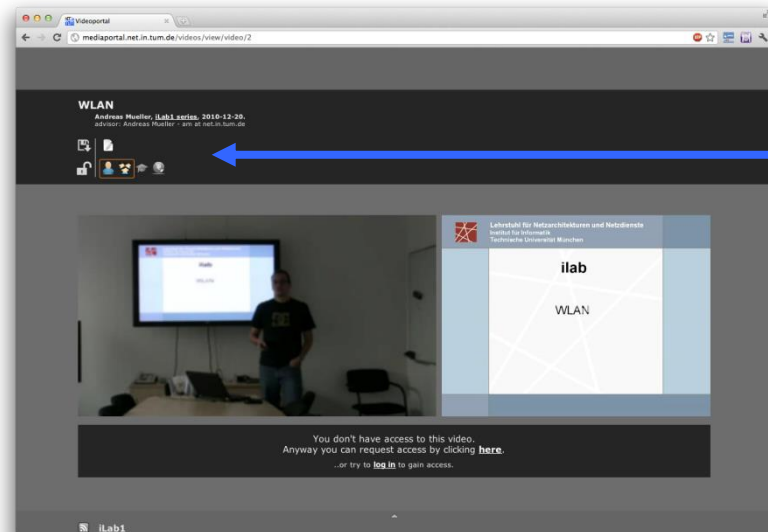 Videoportal
mediaportal.net.in.tum.de/videos/view/video/2
WLAN
Andreas Mueller, iLab1 series, 2010-12-20.
advisor: Andreas Mueller - am at net.in.tum.de
Lehrstuhl für Netzarchitekturen und Netzdienste
Institut für Informatik
Technische Universität München
ilab
WLAN
ilab
WLAN
You don't have access to this video.
Anyway you can request access by clicking here.
..or try to log in to gain access.
iLab1